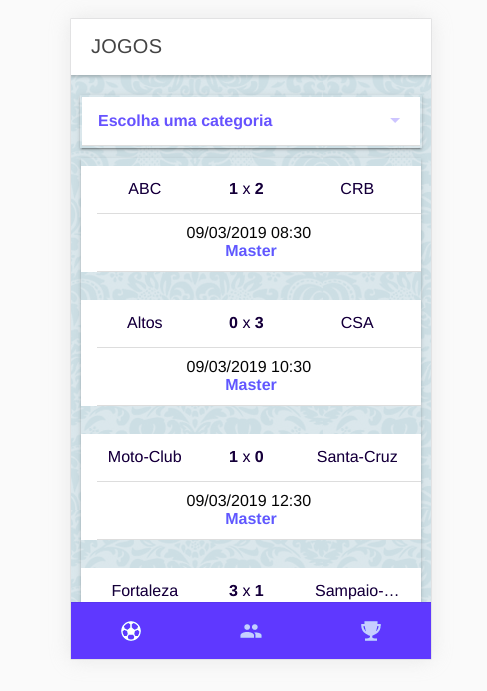 JOGOS
Escolha uma categoria
ABC 1 x 2 CRB
09/03/2019 08:30
Master
Altos 0 x 3 CSA
09/03/2019 10:30
Master
Moto-Club 1 x 0 Santa-Cruz
09/03/2019 12:30
Master
Fortaleza 3 x 1 Sampaio-…